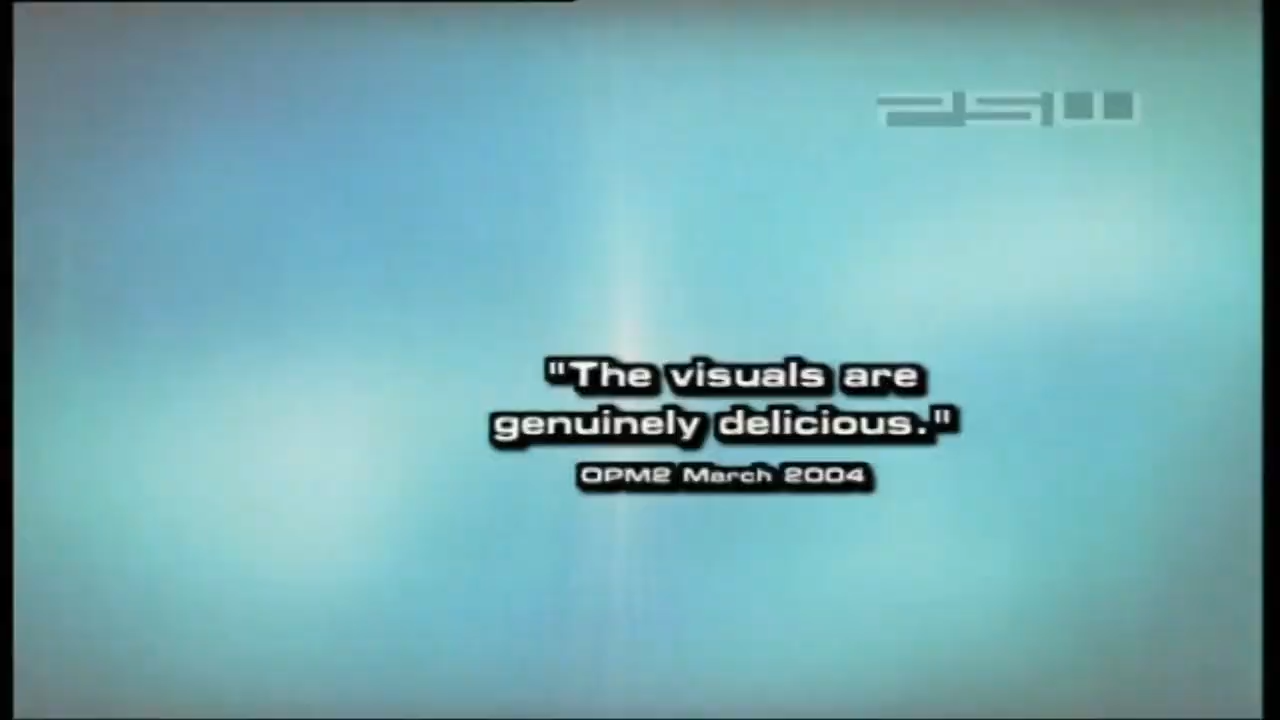 "The visuals are
genuinely delicious."
OPM2 March 2004